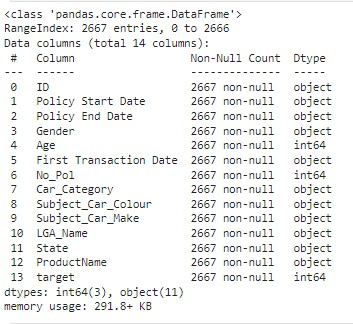 <class 'pandas.core.frame.DataFrame'>
RangeIndex: 2667 entries, 0 to 2666
Data columns (total 14 columns):
 #   Column                  Non-Null Count  Dtype
---  ------                  --------------  -----
 0   ID                      2667 non-null   object
 1   Policy Start Date       2667 non-null   object
 2   Policy End Date         2667 non-null   object
 3   Gender                  2667 non-null   object
 4   Age                     2667 non-null   int64
 5   First Transaction Date  2667 non-null   object
 6   No_Pol                  2667 non-null   int64
 7   Car_Category            2667 non-null   object
 8   Subject_Car_Colour      2667 non-null   object
 9   Subject_Car_Make        2667 non-null   object
 10  LGA_Name                2667 non-null   object
 11  State                   2667 non-null   object
 12  ProductName             2667 non-null   object
 13  target                  2667 non-null   int64
dtypes: int64(3), object(11)
memory usage: 291.8+ KB